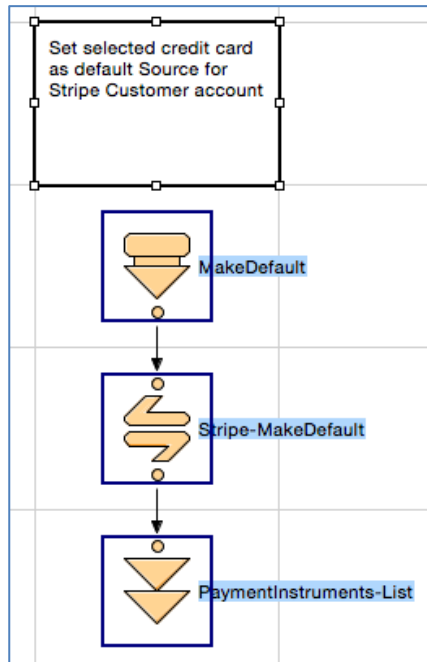 Set selected credit card
as default Source for
Stripe Customer account
MakeDefault
Stripe-MakeDefault
PaymentInstruments-List